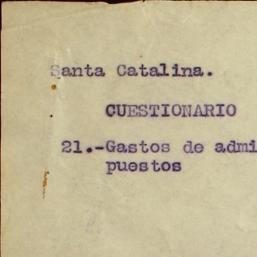 Santa Catalina.
CUESTIONARIO
21.-Gastos de admi
puestos